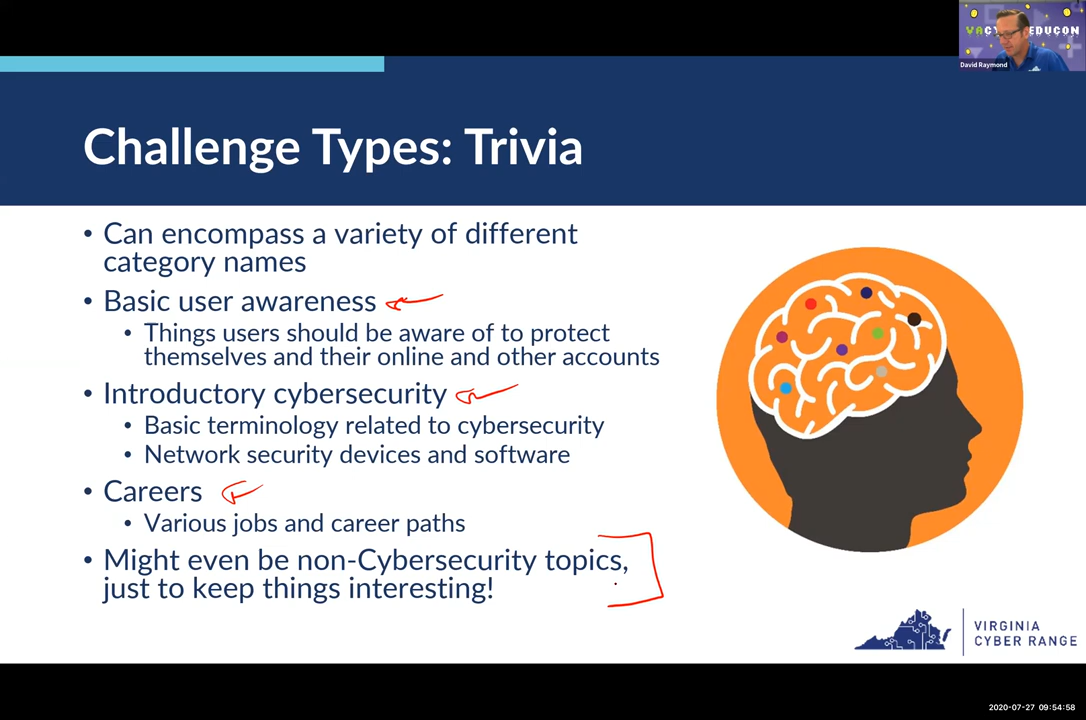 VACY EDUCON
David Raymond
Challenge Types: Trivia
• Can encompass a variety of different
category names
• Basic user awareness
• Things users should be aware of to protect
themselves and their online and other accounts
• Introductory cybersecurity
• Basic terminology related to cybersecurity
• Network security devices and software
• Careers
• Various jobs and career paths
• Might even be non-Cybersecurity topics,
just to keep things interesting!
VIRGINIA
CYBER RANGE
2020-07-27 09:54:58